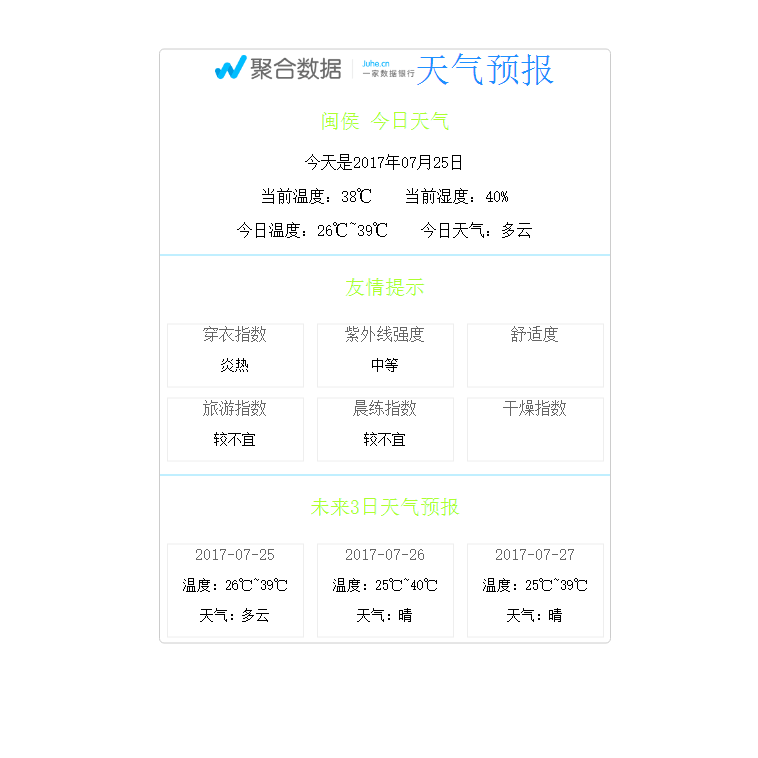 聚合数据 Juhe.cn 一家数据银行 天气预报
闽侯 今日天气
今天是2017年07月25日
当前温度：38℃ 当前湿度：40%
今日温度：26℃~39℃ 今日天气：多云
友情提示
穿衣指数 紫外线强度 舒适度
炎热 中等
旅游指数 晨练指数 干燥指数
较不宜 较不宜
未来3日天气预报
2017-07-25 2017-07-26 2017-07-27
温度：26℃~39℃ 温度：25℃~40℃ 温度：25℃~39℃
天气：多云 天气：晴 天气：晴